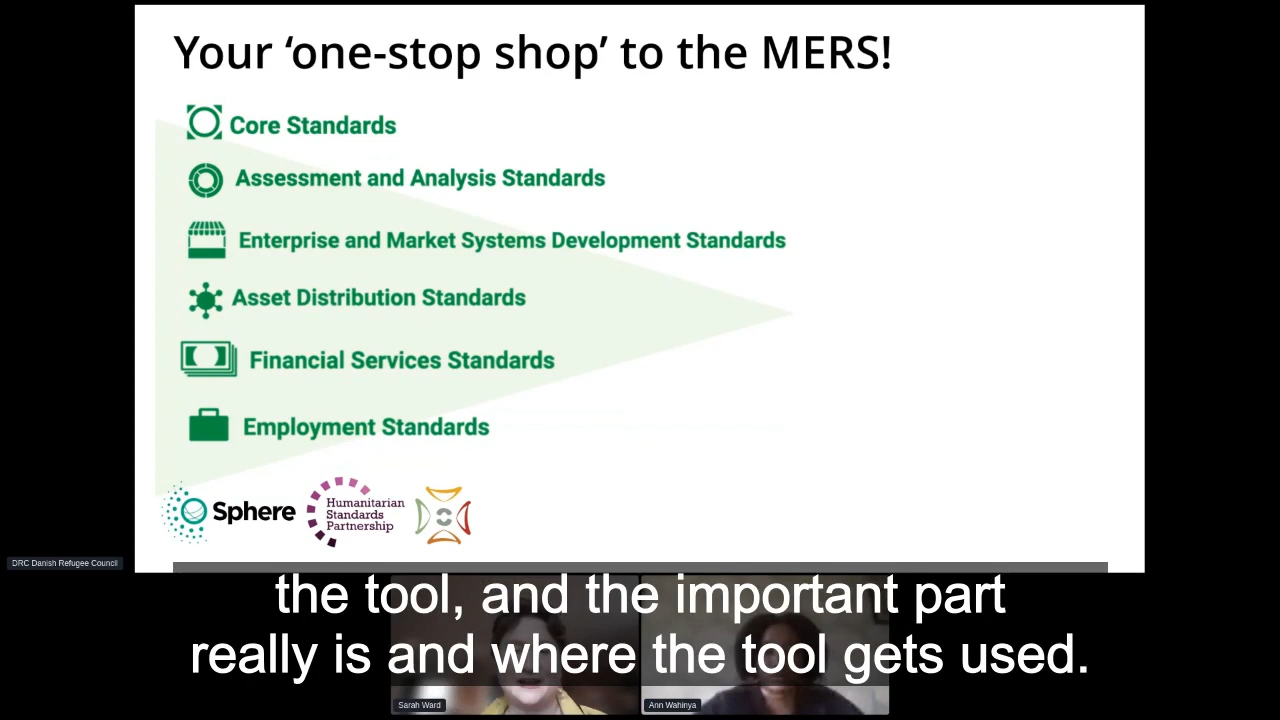 Your ‘one-stop shop’ to the MERS!
Core Standards
Assessment and Analysis Standards
Enterprise and Market Systems Development Standards
Asset Distribution Standards
Financial Services Standards
Employment Standards
Sphere
Humanitarian
Standards
Partnership
DRC Danish Refugee Council
the tool, and the important part
really is and where the tool gets used.
Sarah Ward
Ann Wahinya